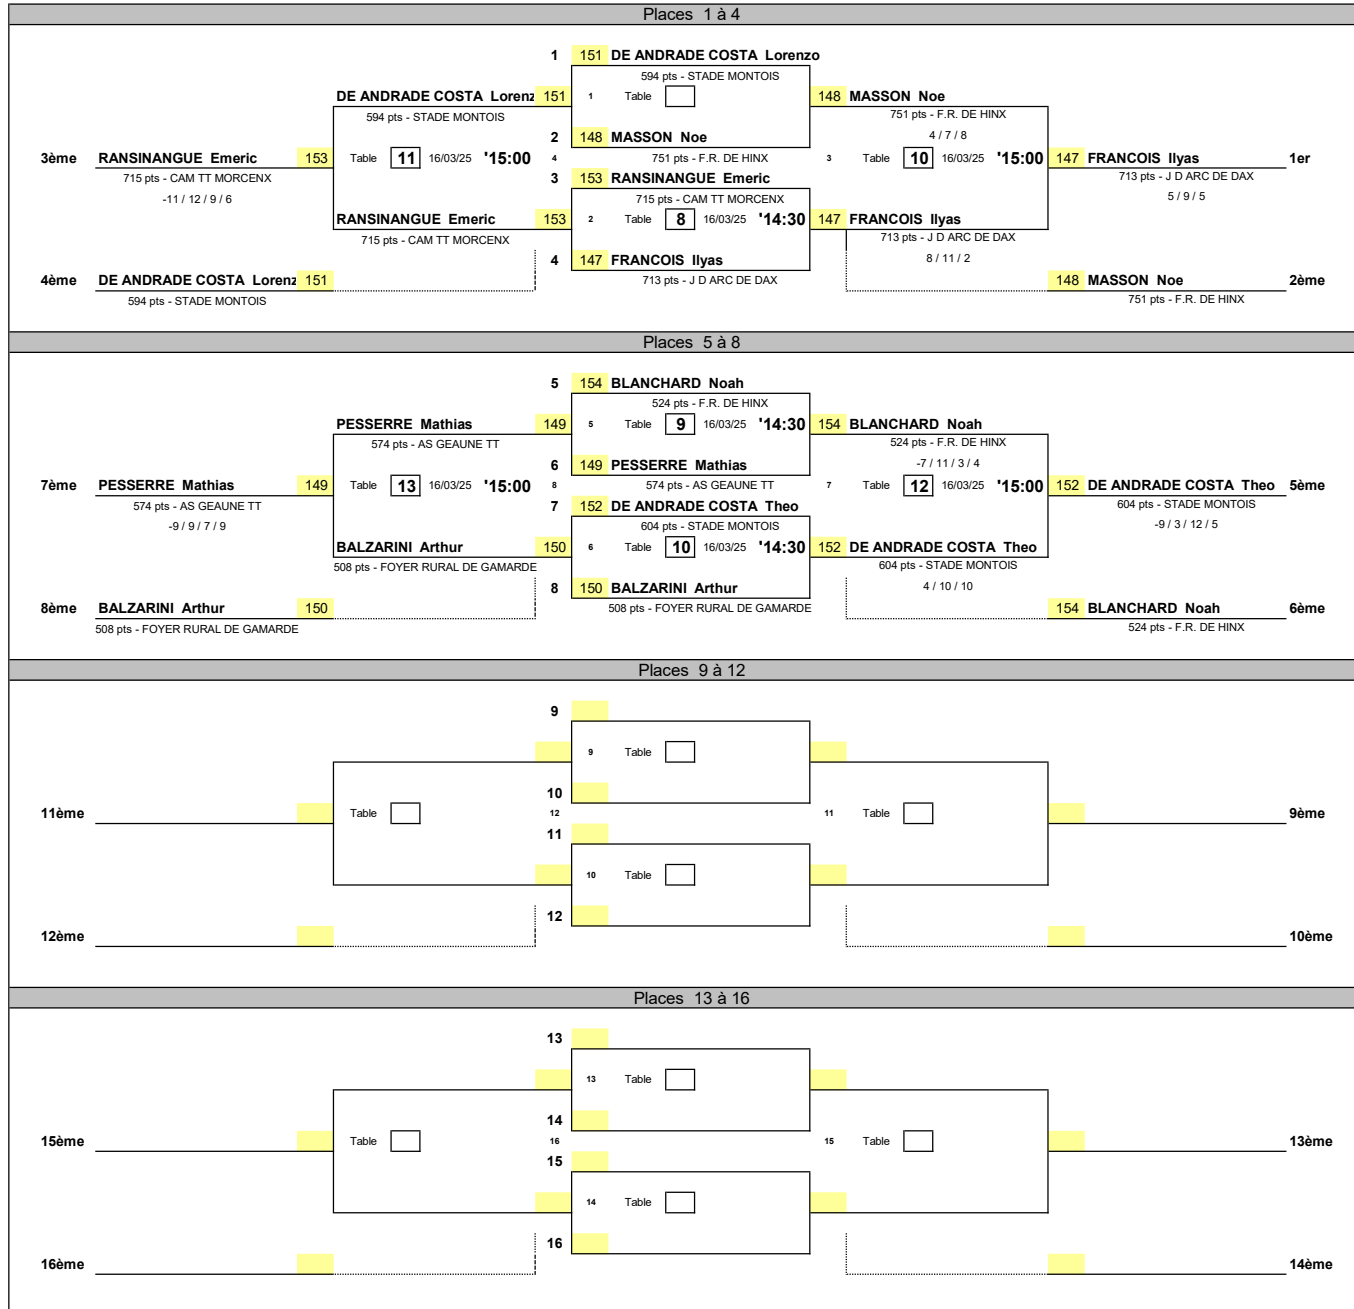 Places 1 à 4
1 151 DE ANDRADE COSTA Lorenzo
594 pts - STADE MONTOIS
DE ANDRADE COSTA Lorenz 151 1 Table 148 MASSON Noe
594 pts - STADE MONTOIS 751 pts - F.R. DE HINX
2 148 MASSON Noe 4 / 7 / 8
3ème RANSINANGUE Emeric 153 Table 11 16/03/25 '15:00 4 751 pts - F.R. DE HINX 3 Table 10 16/03/25 '15:00 147 FRANCOIS Ilyas 1er
715 pts - CAM TT MORCENX 3 153 RANSINANGUE Emeric 713 pts - J D ARC DE DAX
-11 / 12 / 9 / 6 715 pts - CAM TT MORCENX 5 / 9 / 5
RANSINANGUE Emeric 153 2 Table 8 16/03/25 '14:30 147 FRANCOIS Ilyas
715 pts - CAM TT MORCENX 713 pts - J D ARC DE DAX
4 147 FRANCOIS Ilyas 8 / 11 / 2
4ème DE ANDRADE COSTA Lorenz 151 713 pts - J D ARC DE DAX 148 MASSON Noe 2ème
594 pts - STADE MONTOIS 751 pts - F.R. DE HINX
Places 5 à 8
5 154 BLANCHARD Noah
524 pts - F.R. DE HINX
PESSERRE Mathias 149 5 Table 9 16/03/25 '14:30 154 BLANCHARD Noah
574 pts - AS GEAUNE TT 524 pts - F.R. DE HINX
6 149 PESSERRE Mathias -7 / 11 / 3 / 4
7ème PESSERRE Mathias 149 Table 13 16/03/25 '15:00 8 574 pts - AS GEAUNE TT 7 Table 12 16/03/25 '15:00 152 DE ANDRADE COSTA Theo 5ème
574 pts - AS GEAUNE TT 7 152 DE ANDRADE COSTA Theo 604 pts - STADE MONTOIS
-9 / 9 / 7 / 9 604 pts - STADE MONTOIS -9 / 3 / 12 / 5
BALZARINI Arthur 150 6 Table 10 16/03/25 '14:30 152 DE ANDRADE COSTA Theo
508 pts - FOYER RURAL DE GAMARDE 604 pts - STADE MONTOIS
8 150 BALZARINI Arthur 4 / 10 / 10
8ème BALZARINI Arthur 150 508 pts - FOYER RURAL DE GAMARDE 154 BLANCHARD Noah 6ème
508 pts - FOYER RURAL DE GAMARDE 524 pts - F.R. DE HINX
Places 9 à 12
9
9 Table
10
11ème Table 12 11 Table 9ème
11
10 Table
12
12ème 10ème
Places 13 à 16
13
13 Table
14
15ème Table 16 15 Table 13ème
15
14 Table
16
16ème 14ème